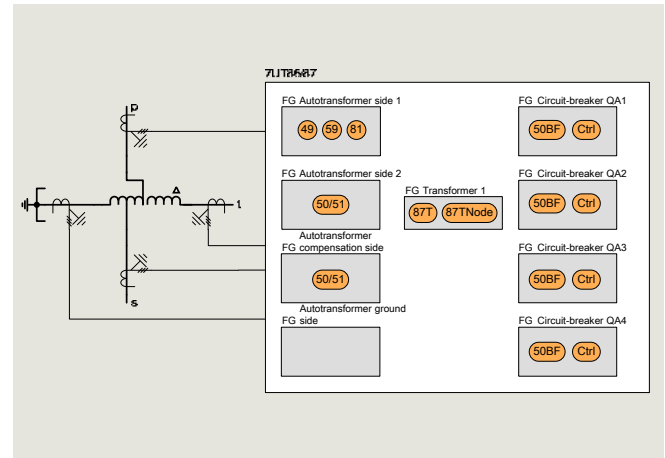 7UT86/87
p
FG Autotransformer side 1
49 59 81
FG Circuit-breaker QA1
50BF Ctrl
FG Autotransformer side 2
50/51
FG Transformer 1
87T 87TNode
FG Circuit-breaker QA2
50BF Ctrl
Δ
t
Autotransformer
FG compensation side
50/51
FG Circuit-breaker QA3
50BF Ctrl
s
Autotransformer ground
FG side
FG Circuit-breaker QA4
50BF Ctrl